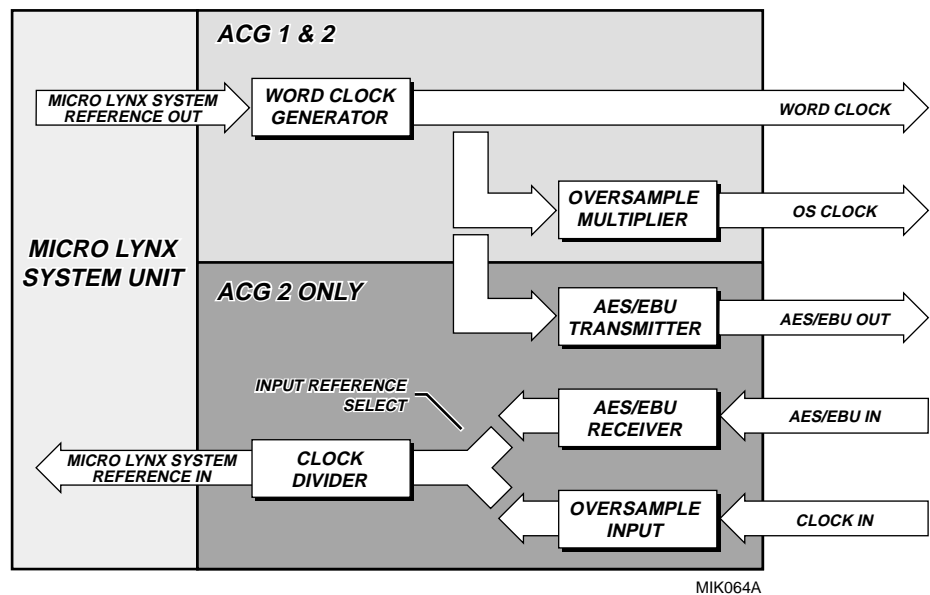 ACG 1 & 2
MICRO LYNX SYSTEM
REFERENCE OUT
WORD CLOCK
GENERATOR
WORD CLOCK
OVERSAMPLE
MULTIPLIER
OS CLOCK
MICRO LYNX
SYSTEM UNIT
ACG 2 ONLY
AES/EBU
TRANSMITTER
AES/EBU OUT
INPUT REFERENCE
SELECT
AES/EBU
RECEIVER
AES/EBU IN
MICRO LYNX SYSTEM
REFERENCE IN
CLOCK
DIVIDER
OVERSAMPLE
INPUT
CLOCK IN
MIK064A